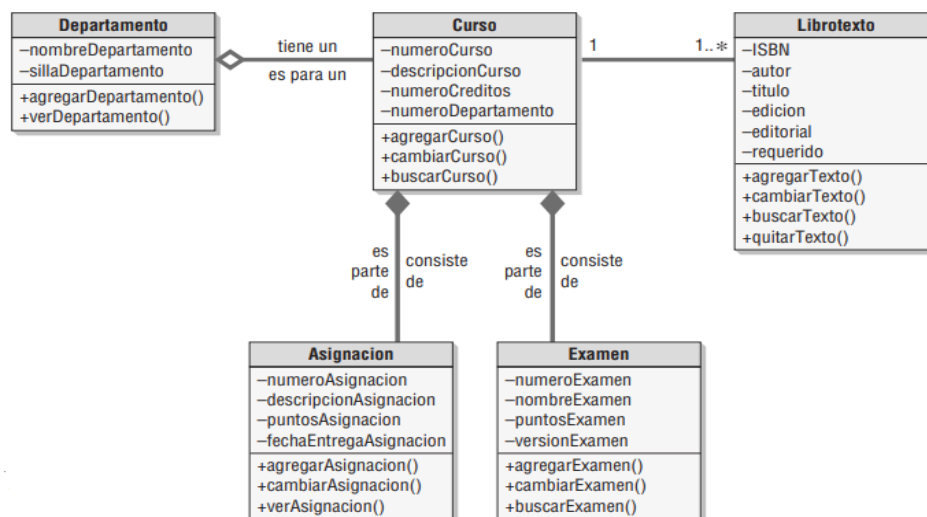 Departamento
–nombreDepartamento
–sillaDepartamento
+agregarDepartamento()
+verDepartamento()
tiene un
es para un
Curso
–numeroCurso
–descripcionCurso
–numeroCreditos
–numeroDepartamento
+agregarCurso()
+cambiarCurso()
+buscarCurso()
1
1..*
Librotexto
–ISBN
–autor
–titulo
–edicion
–editorial
–requerido
+agregarTexto()
+cambiarTexto()
+buscarTexto()
+quitarTexto()
es
parte
de
consiste
de
es
parte
de
consiste
de
Asignacion
–numeroAsignacion
–descripcionAsignacion
–puntosAsignacion
–fechaEntregaAsignacion
+agregarAsignacion()
+cambiarAsignacion()
+verAsignacion()
Examen
–numeroExamen
–nombreExamen
–puntosExamen
–versionExamen
+agregarExamen()
+cambiarExamen()
+buscarExamen()